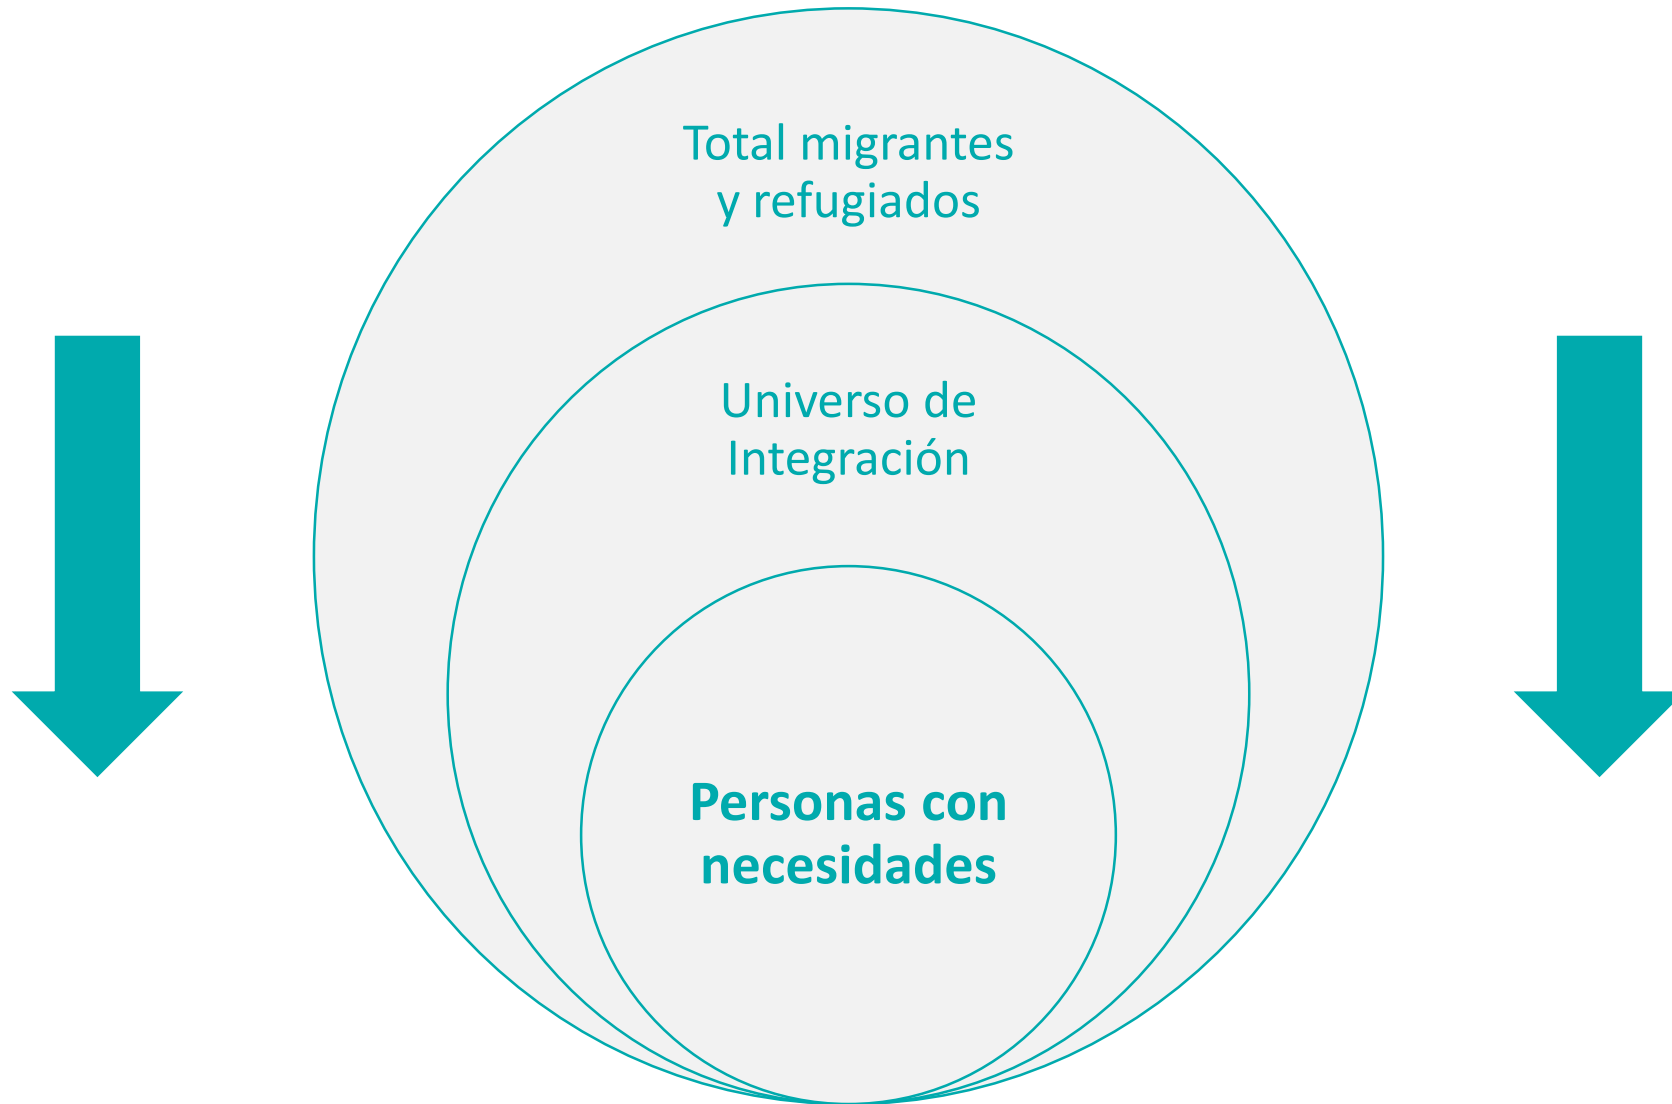 Total migrantes
y refugiados
Universo de
Integración
Personas con
necesidades